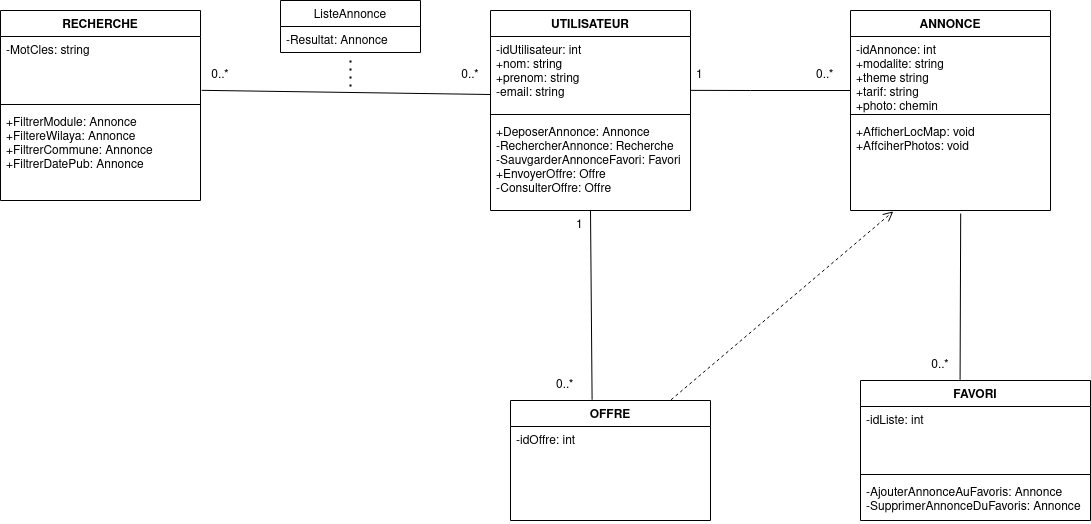 RECHERCHE
-MotCles: string
+FiltrerModule: Annonce
+FiltereWilaya: Annonce
+FiltrerCommune: Annonce
+FiltrerDatePub: Annonce
0..*
ListeAnnonce
-Resultat: Annonce
0..*
UTILISATEUR
-idUtilisateur: int
+nom: string
+prenom: string
-email: string
+DeposerAnnonce: Annonce
-RechercherAnnonce: Recherche
-SauvgarderAnnonceFavori: Favori
+EnvoyerOffre: Offre
-ConsulterOffre: Offre
1
0..*
ANNONCE
-idAnnonce: int
+modalite: string
+theme string
+tarif: string
+photo: chemin
+AfficherLocMap: void
+AffciherPhotos: void
1
0..*
OFFRE
-idOffre: int
0..*
FAVORI
-idListe: int
-AjouterAnnonceAuFavoris: Annonce
-SupprimerAnnonceDuFavoris: Annonce